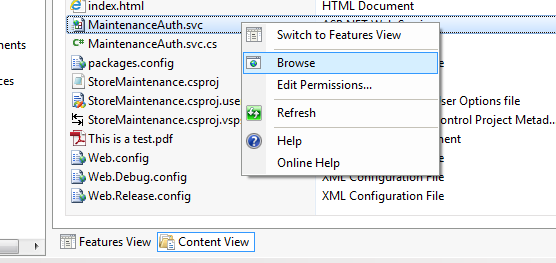 index.html HTML Document
MaintenanceAuth.svc
Switch to Features View
MaintenanceAuth.svc.cs
Browse
packages.config
Edit Permissions...
StoreMaintenance.csproj
StoreMaintenance.csproj.use ser Options file
Refresh
StoreMaintenance.csproj.vsp ontrol Project Metad...
This is a test.pdf
Help
Web.config
Online Help
Web.Debug.config XML Configuration File
Web.Release.config XML Configuration File
ements
ces
Features View Content View